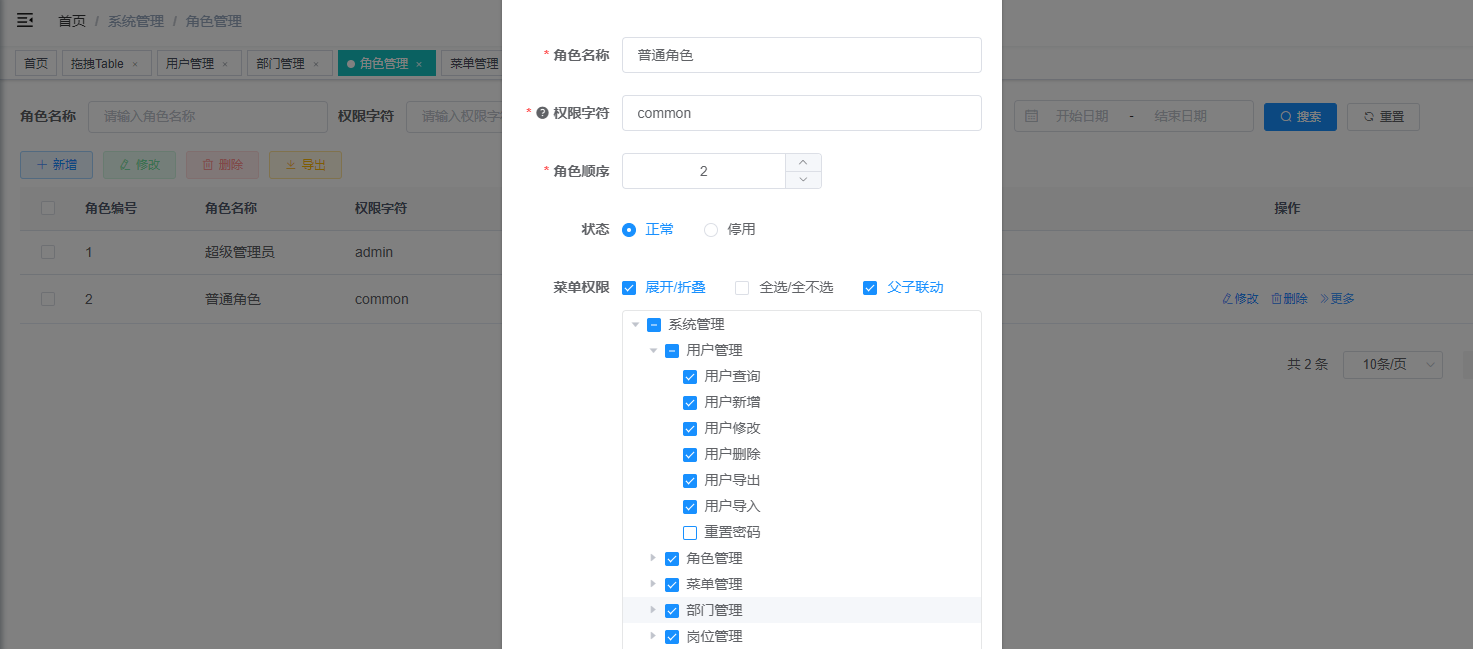 首页 / 系统管理 / 角色管理
首页 拖拽Table × 用户管理 × 部门管理 × 角色管理 × 菜单管理
角色名称 请输入角色名称 权限字符 请输入权限字 开始日期 - 结束日期 搜索 重置
新增 修改 删除 导出
角色编号 角色名称 权限字符 操作
1 超级管理员 admin
2 普通角色 common 修改 删除 更多
共 2 条 10条/页
* 角色名称 普通角色
* ? 权限字符 common
* 角色顺序 2
状态 正常 停用
菜单权限 展开/折叠 全选/全不选 父子联动
系统管理
用户管理
用户查询
用户新增
用户修改
用户删除
用户导出
用户导入
重置密码
角色管理
菜单管理
部门管理
岗位管理